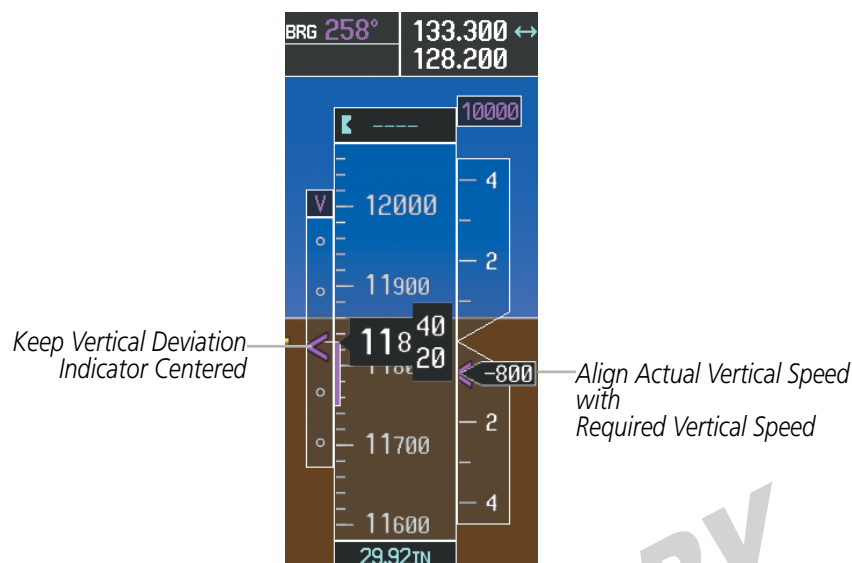 BRG 258°
133.300 ↔
128.200
10000
----
4
V
12000
2
11900
Keep Vertical Deviation
Indicator Centered
118
40
20
-800
Align Actual Vertical Speed
with
Required Vertical Speed
2
11700
4
11600
29.92IN